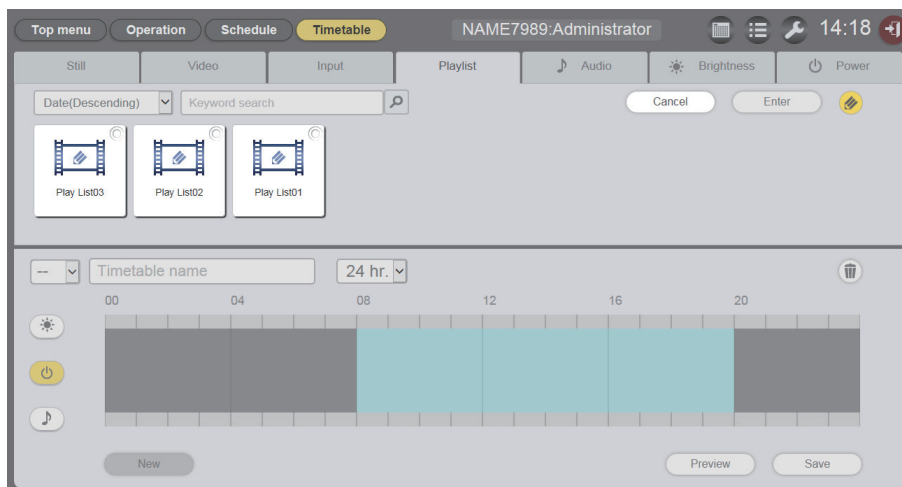 Top menu Operation Schedule Timetable NAME7989:Administrator 14:18
Still Video Input Playlist Audio Brightness Power
Date(Descending) Keyword search Cancel Enter
Play List03 Play List02 Play List01
-- Timetable name 24 hr.
00 04 08 12 16 20
New Preview Save